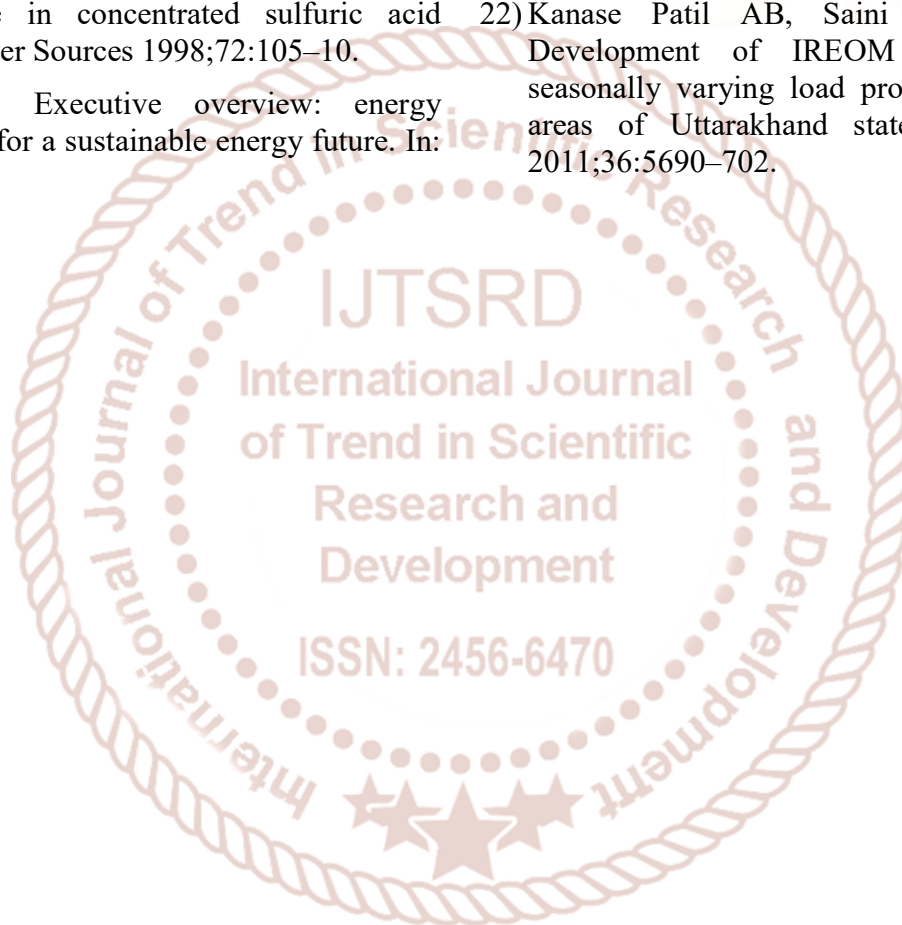 e in concentrated sulfuric acid
er Sources 1998;72:105–10.
Executive overview: energy
for a sustainable energy future. In:
22) Kanase Patil AB, Saini
Development of IREOM
seasonally varying load pro
areas of Uttarakhand state
2011;36:5690–702.
International Journal of Trend in Scientific Research and Development
IJTSRD
International Journal
of Trend in Scientific
Research and
Development
ISSN: 2456-6470